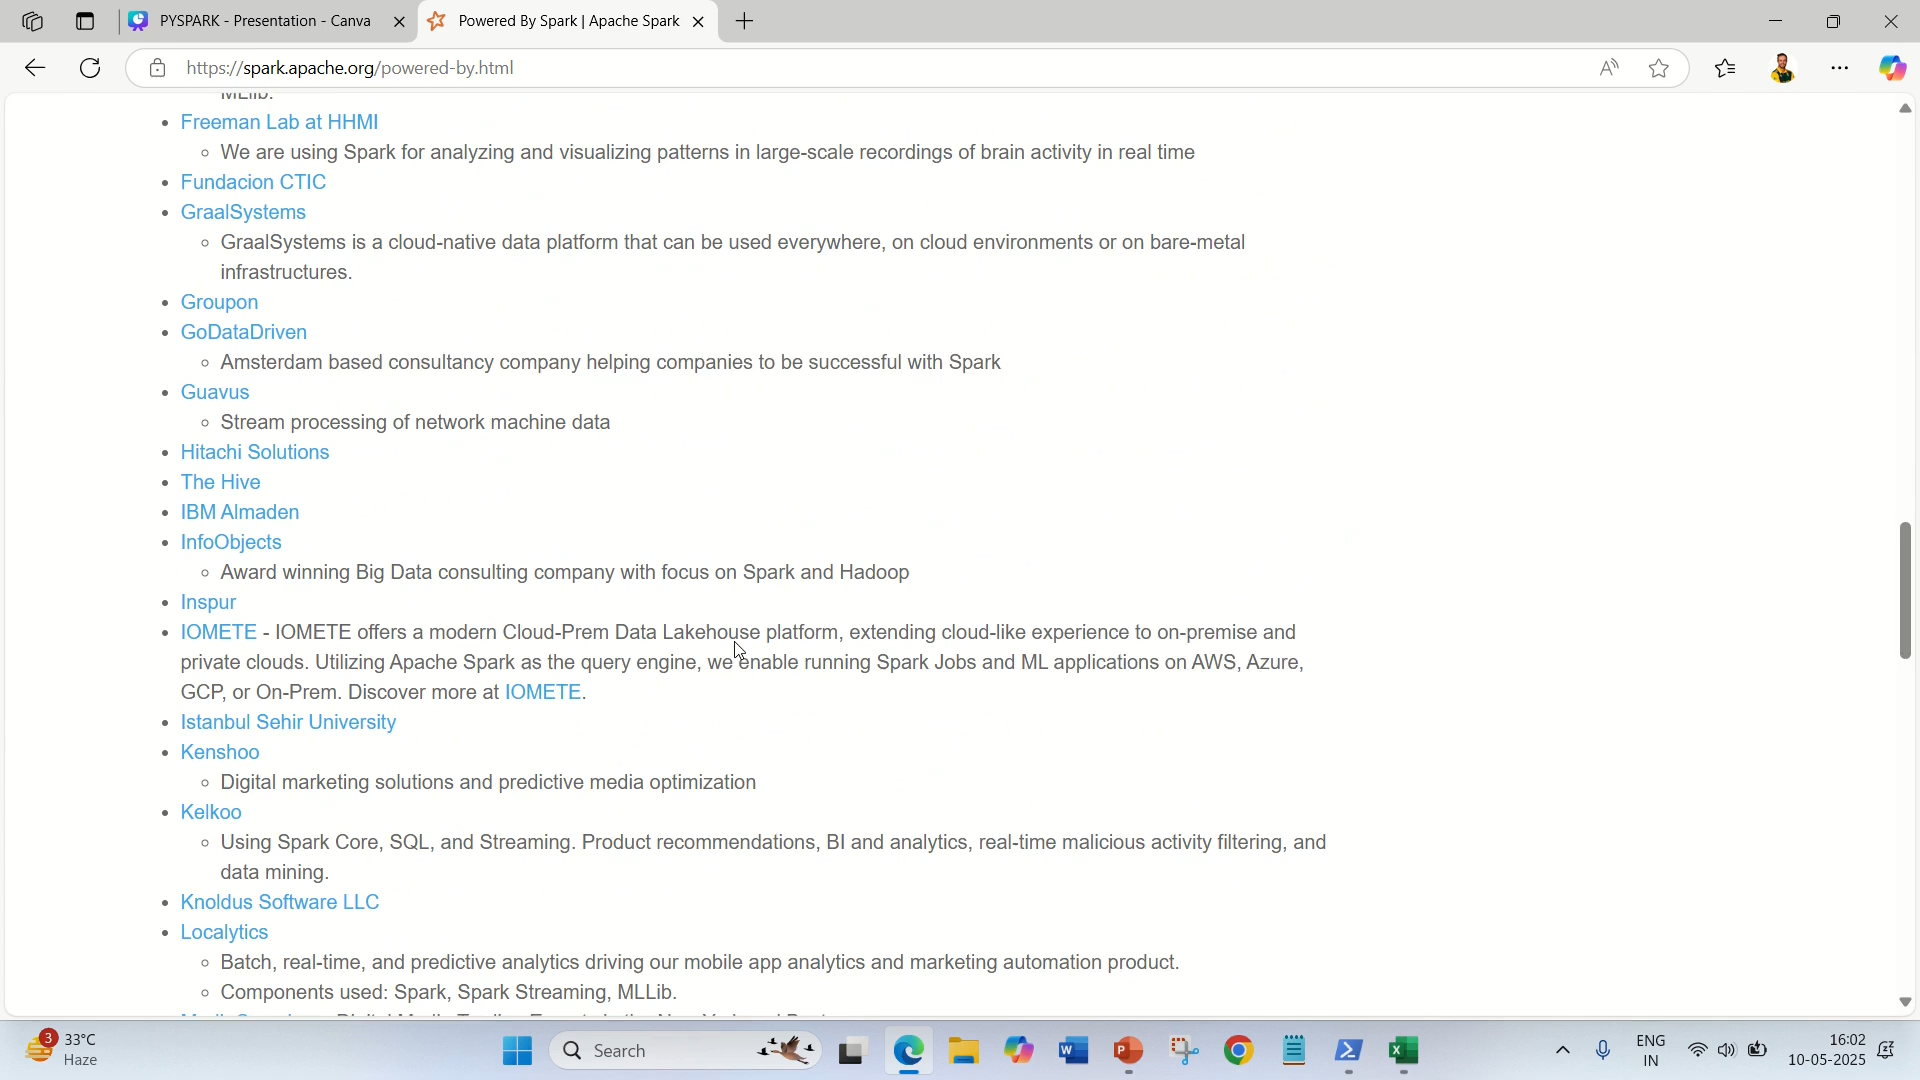 PYSPARK - Presentation - Canva
Powered By Spark | Apache Spark
https://spark.apache.org/powered-by.html
MLlib.
Freeman Lab at HHMI
We are using Spark for analyzing and visualizing patterns in large-scale recordings of brain activity in real time
Fundacion CTIC
GraalSystems
GraalSystems is a cloud-native data platform that can be used everywhere, on cloud environments or on bare-metal
infrastructures.
Groupon
GoDataDriven
Amsterdam based consultancy company helping companies to be successful with Spark
Guavus
Stream processing of network machine data
Hitachi Solutions
The Hive
IBM Almaden
InfoObjects
Award winning Big Data consulting company with focus on Spark and Hadoop
Inspur
IOMETE - IOMETE offers a modern Cloud-Prem Data Lakehouse platform, extending cloud-like experience to on-premise and
private clouds. Utilizing Apache Spark as the query engine, we enable running Spark Jobs and ML applications on AWS, Azure,
GCP, or On-Prem. Discover more at IOMETE.
Istanbul Sehir University
Kenshoo
Digital marketing solutions and predictive media optimization
Kelkoo
Using Spark Core, SQL, and Streaming. Product recommendations, BI and analytics, real-time malicious activity filtering, and
data mining.
Knoldus Software LLC
Localytics
Batch, real-time, and predictive analytics driving our mobile app analytics and marketing automation product.
Components used: Spark, Spark Streaming, MLLib.
3
33°C
Haze
Search
ENG
IN
16:02
10-05-2025